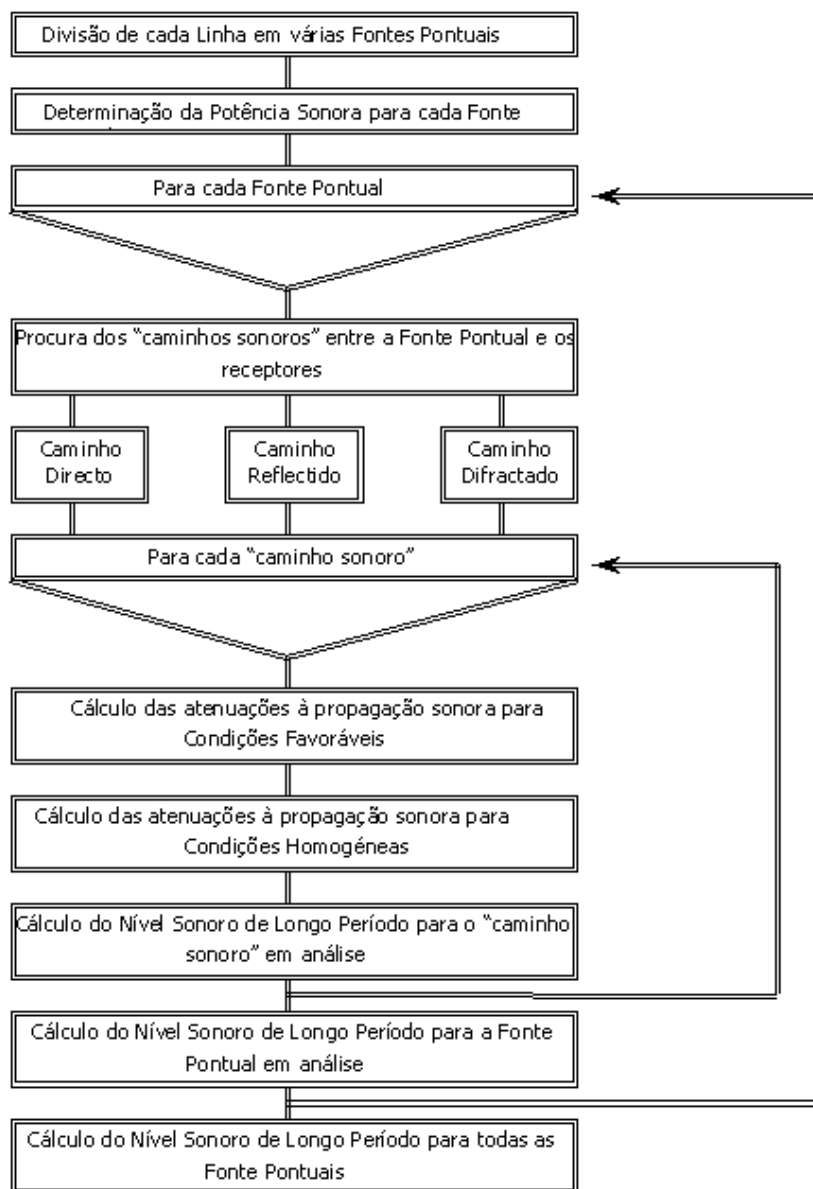 Divisão de cada Linha em várias Fontes Pontuais
Determinação da Potência Sonora para cada Fonte
Para cada Fonte Pontual
Procura dos “caminhos sonoros” entre a Fonte Pontual e os
receptores
Caminho
Directo
Caminho
Reflectido
Caminho
Difractado
Para cada “caminho sonoro”
Cálculo das atenuações à propagação sonora para
Condições Favoráveis
Cálculo das atenuações à propagação sonora para
Condições Homogéneas
Cálculo do Nível Sonoro de Longo Período para o “caminho
sonoro” em análise
Cálculo do Nível Sonoro de Longo Período para a Fonte
Pontual em análise
Cálculo do Nível Sonoro de Longo Período para todas as
Fonte Pontuais